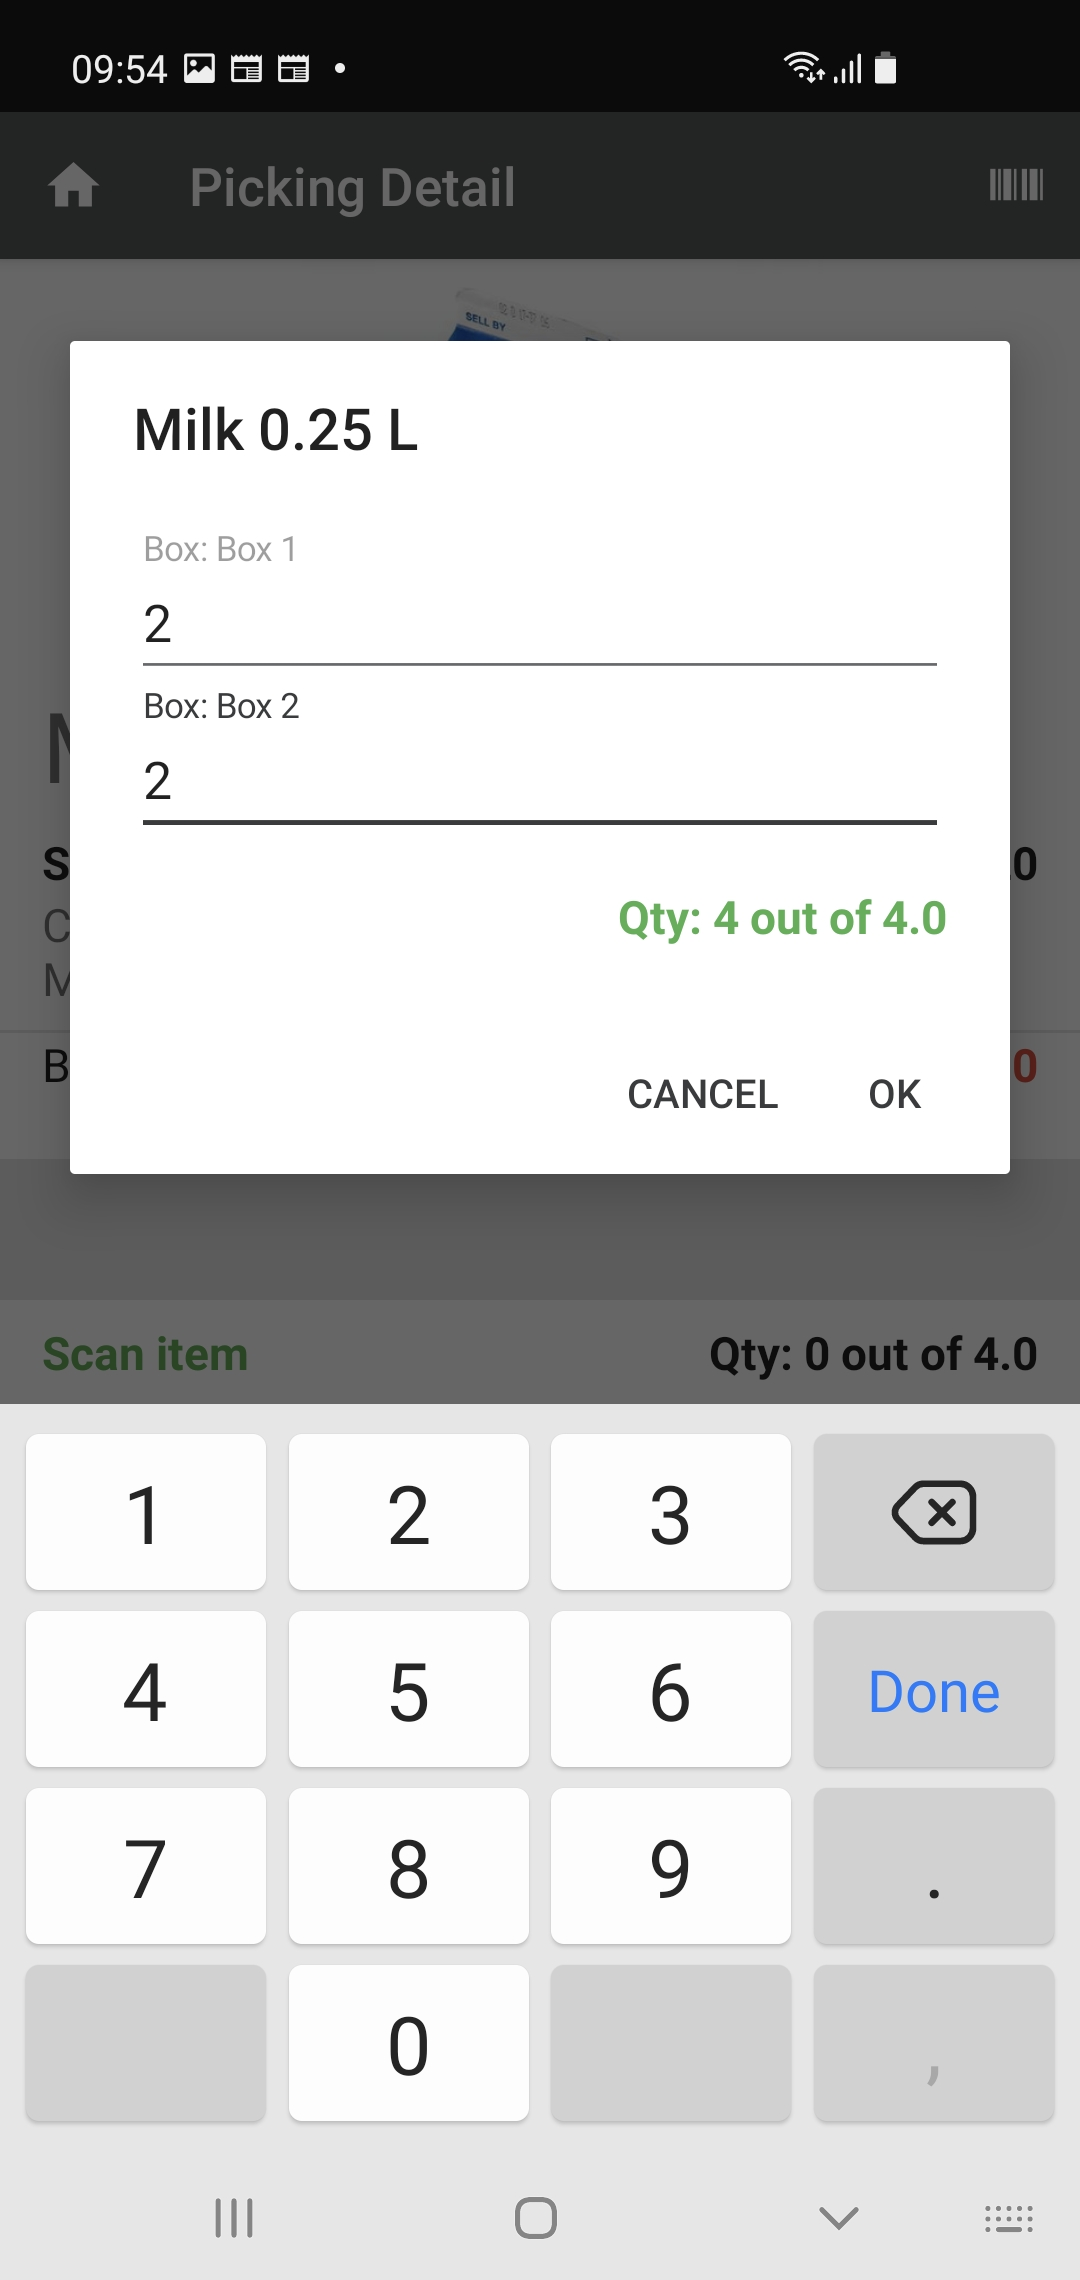 09:54
Picking Detail
SELL BY
Milk 0.25 L
Box: Box 1
2
Box: Box 2
2
Qty: 4 out of 4.0
CANCEL OK
Scan item Qty: 0 out of 4.0
1 2 3
4 5 6 Done
7 8 9 .
0 ,